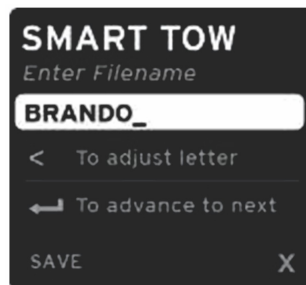 SMART TOW
Enter Filename
BRANDO_
< To adjust letter
↵ To advance to next
SAVE X